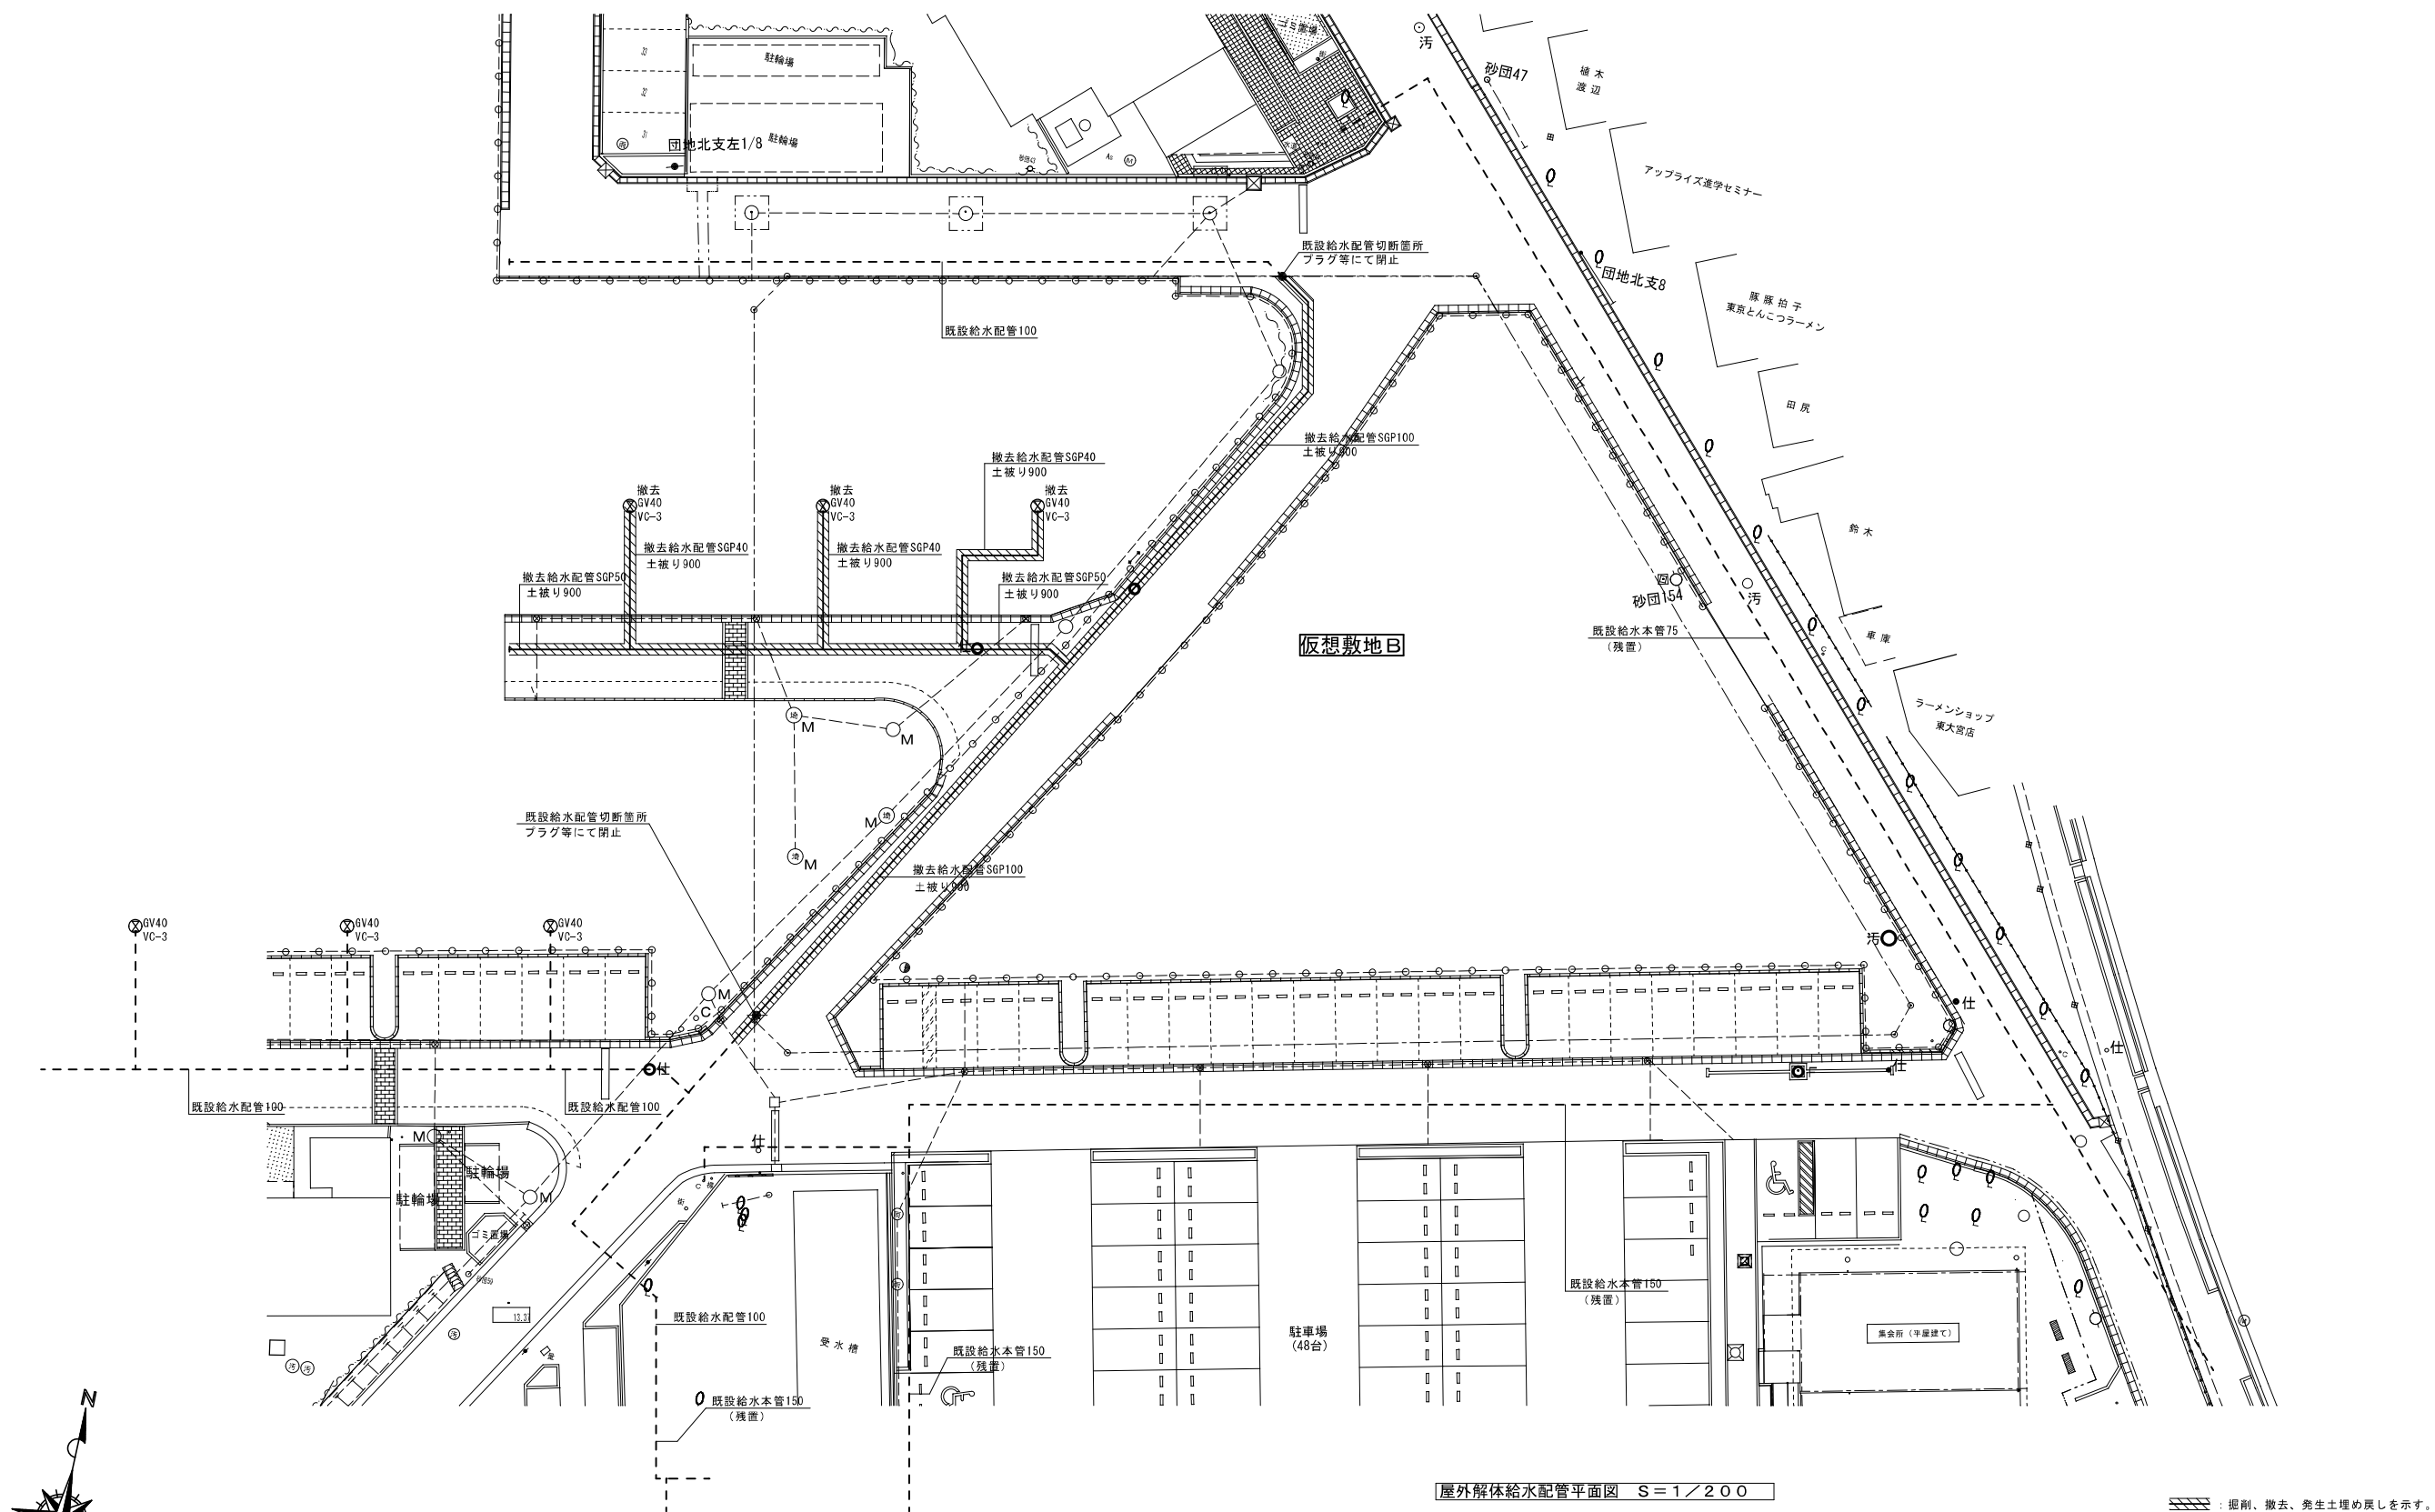 汚
砂団47
植木
渡辺
ゴミ置場
駐輪場
駐輪場
団地北支左1/8
アップライズ進学セミナー
既設給水配管切断箇所
プラグ等にて閉止
団地北支8
豚豚拍子
東京とんこつラーメン
既設給水配管100
田尻
撤去給水配管SGP100
土被り900
撤去給水配管SGP40
土被り900
撤去
GV40
VC-3
撤去
GV40
VC-3
撤去
GV40
VC-3
鈴木
撤去給水配管SGP40
土被り900
撤去給水配管SGP40
土被り900
撤去給水配管SGP50
土被り900
撤去給水配管SGP50
土被り900
砂団154
汚
仮想敷地B
既設給水本管75
(残置)
車庫
C
ラーメンショップ
東大宮店
M
M
M
M
既設給水配管切断箇所
プラグ等にて閉止
撤去給水配管SGP100
土被り900
GV40
VC-3
GV40
VC-3
GV40
VC-3
汚
M
C
仕
仕
仕
仕
既設給水配管100
既設給水配管100
M
仕
駐輪場
駐輪場
M
ゴミ置場
13.3
既設給水配管100
受水槽
既設給水本管150
(残置)
駐車場
(48台)
既設給水本管150
(残置)
集会所(平屋建て)
既設給水本管150
(残置)
N
屋外解体給水配管平面図 S=1/200
:掘削、撤去、発生土埋め戻しを示す。